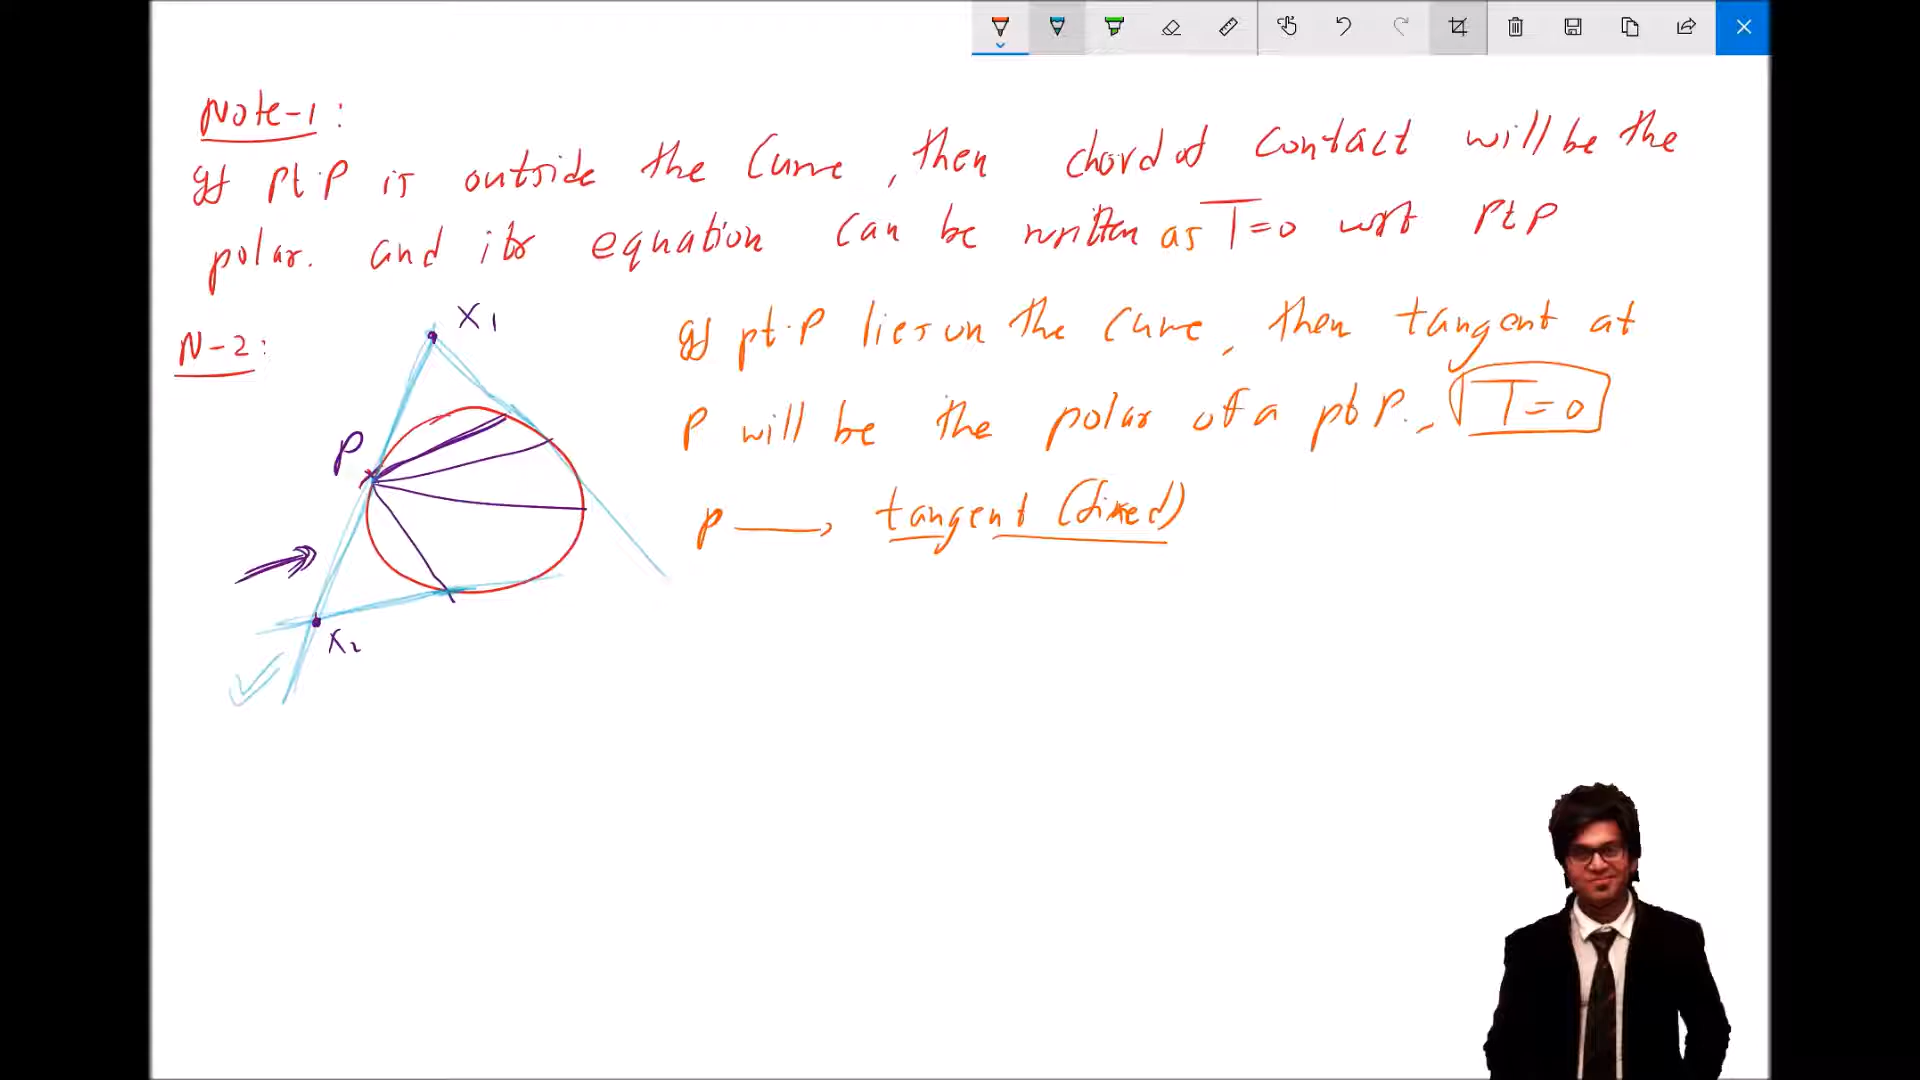 Note-1 :
If pt. P is outside the curve, then chord of contact will be the
polar. and its equation can be written as T=0 wrt pt P
N-2 :
X1
If pt. P lies on the curve, then tangent at
P will be the polar of a pt P., T=0
P
P → tangent (fixed)
X2